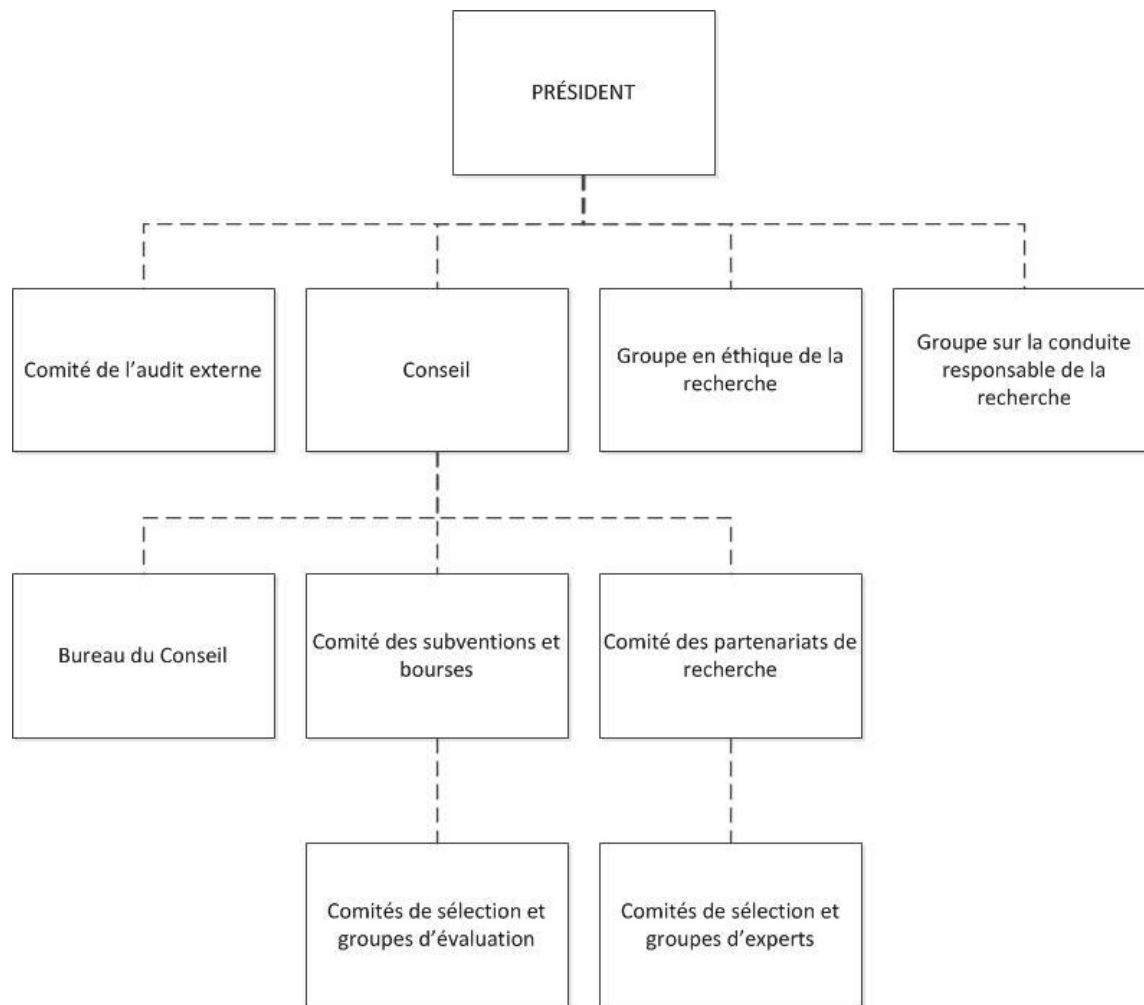 PRÉSIDENT
Comité de l'audit externe
Conseil
Groupe en éthique de la
recherche
Groupe sur la conduite
responsable de la
recherche
Bureau du Conseil
Comité des subventions et
bourses
Comité des partenariats de
recherche
Comités de sélection et
groupes d'évaluation
Comités de sélection et
groupes d'experts